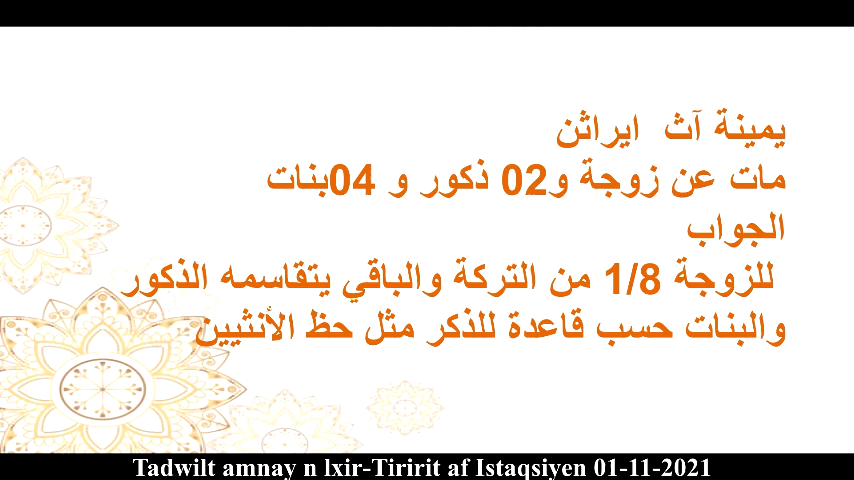 يمينة آث ايراثن
مات عن زوجة و02 ذكور و 04بنات
الجواب
للزوجة 1/8 من التركة والباقي يتقاسمه الذكور
والبنات حسب قاعدة للذكر مثل حظ الأنثيين
Tadwilt amnay n lxir-Tiririt af Istaqsiyen 01-11-2021